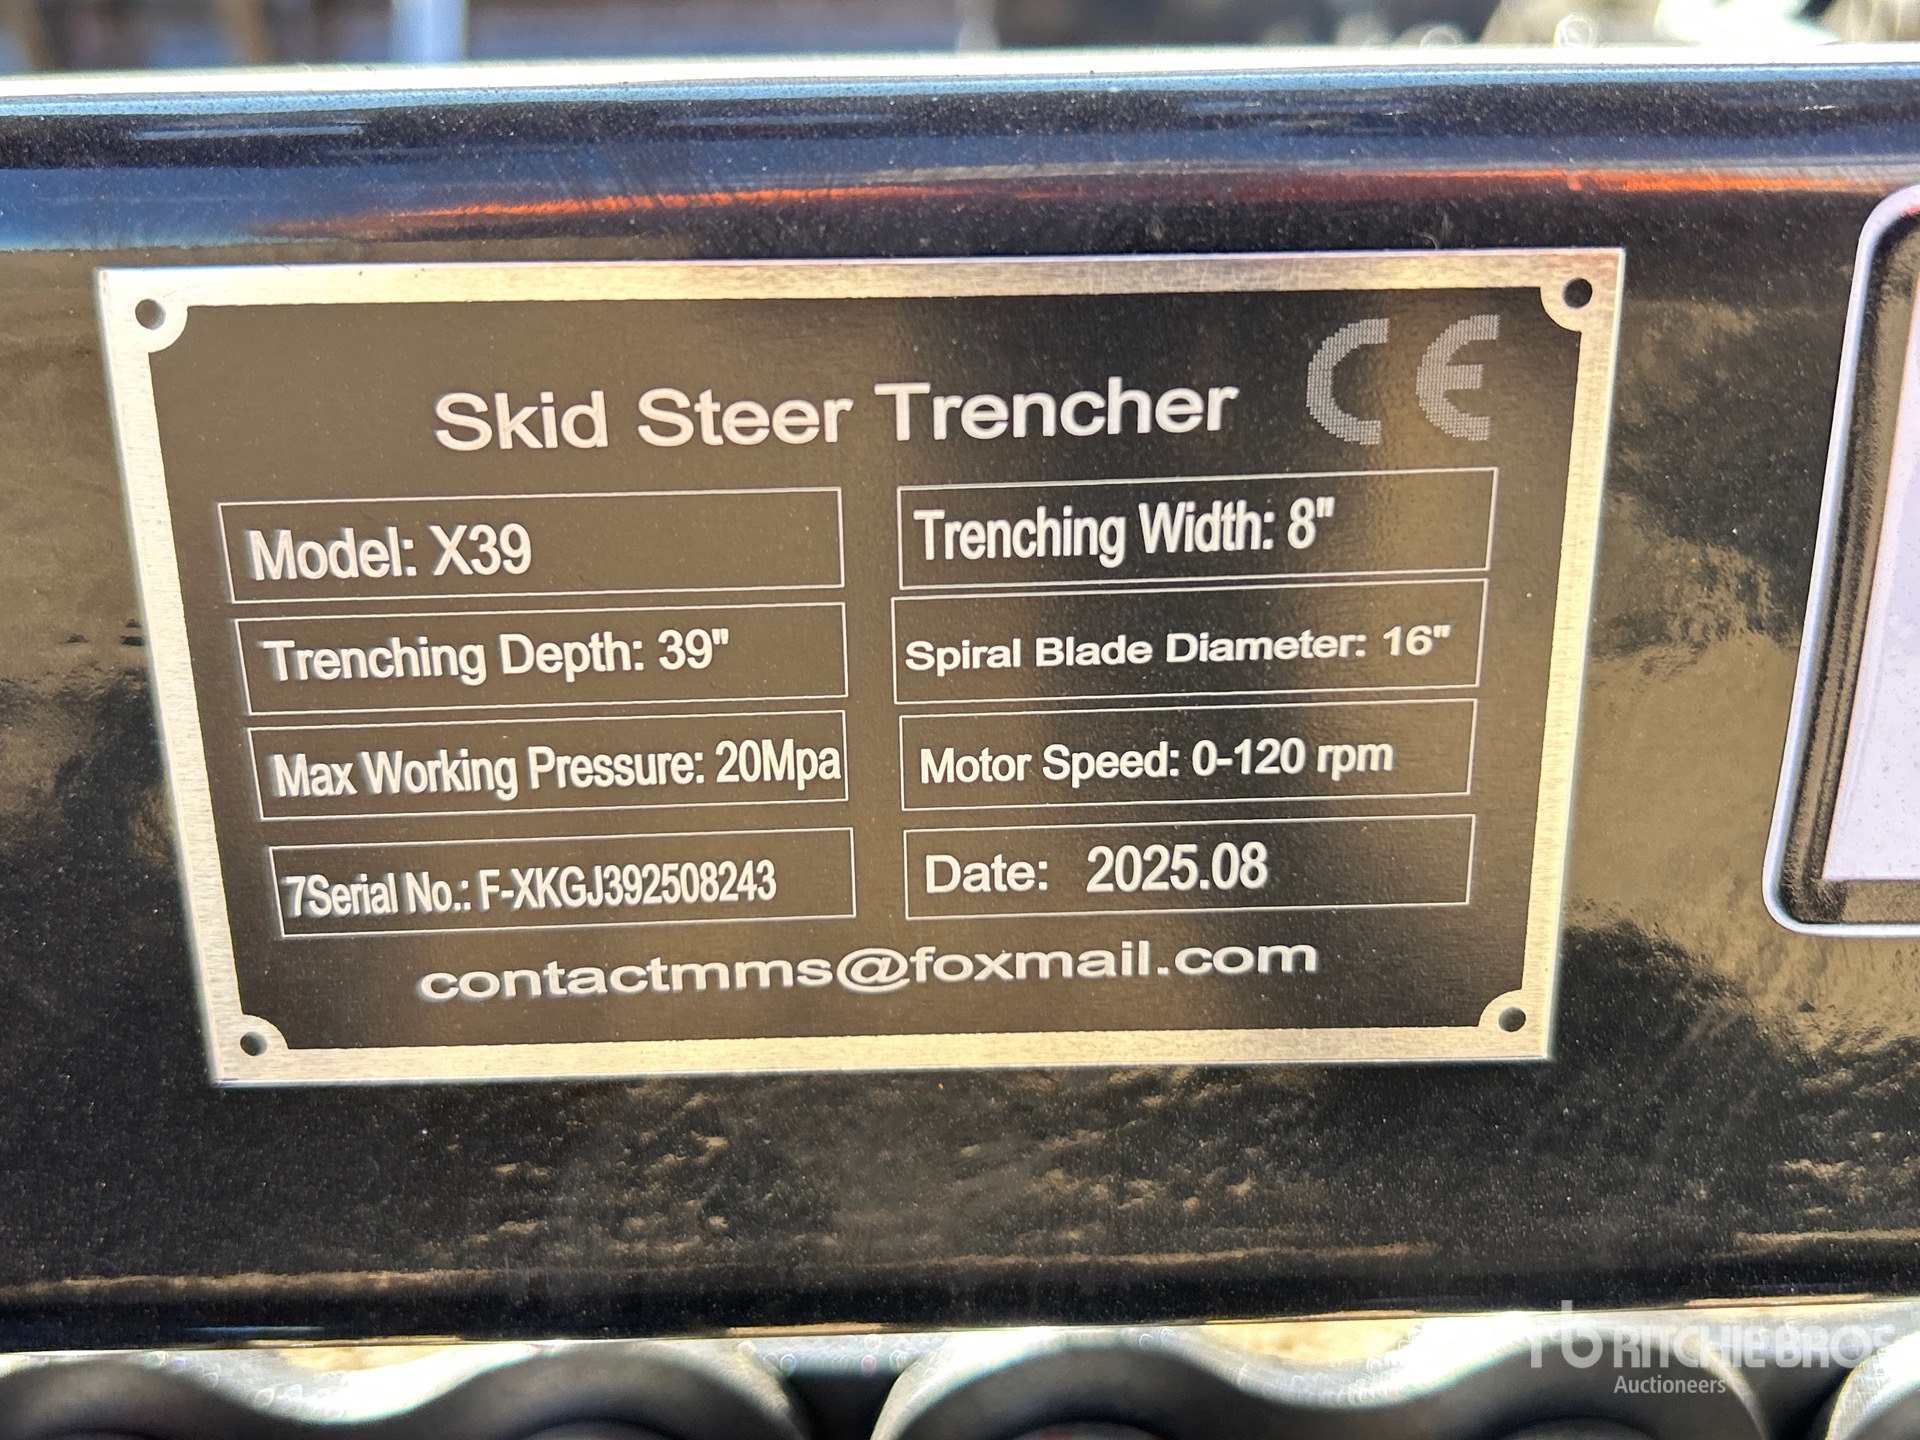 Skid Steer Trencher CE
Model: X39
Trenching Width: 8"
Trenching Depth: 39"
Spiral Blade Diameter: 16"
Max Working Pressure: 20Mpa
Motor Speed: 0-120 rpm
7Serial No.: F-XKGJ392508243
Date: 2025.08
contactmms@foxmail.com
rb RITCHIE BROS
Auctioneers